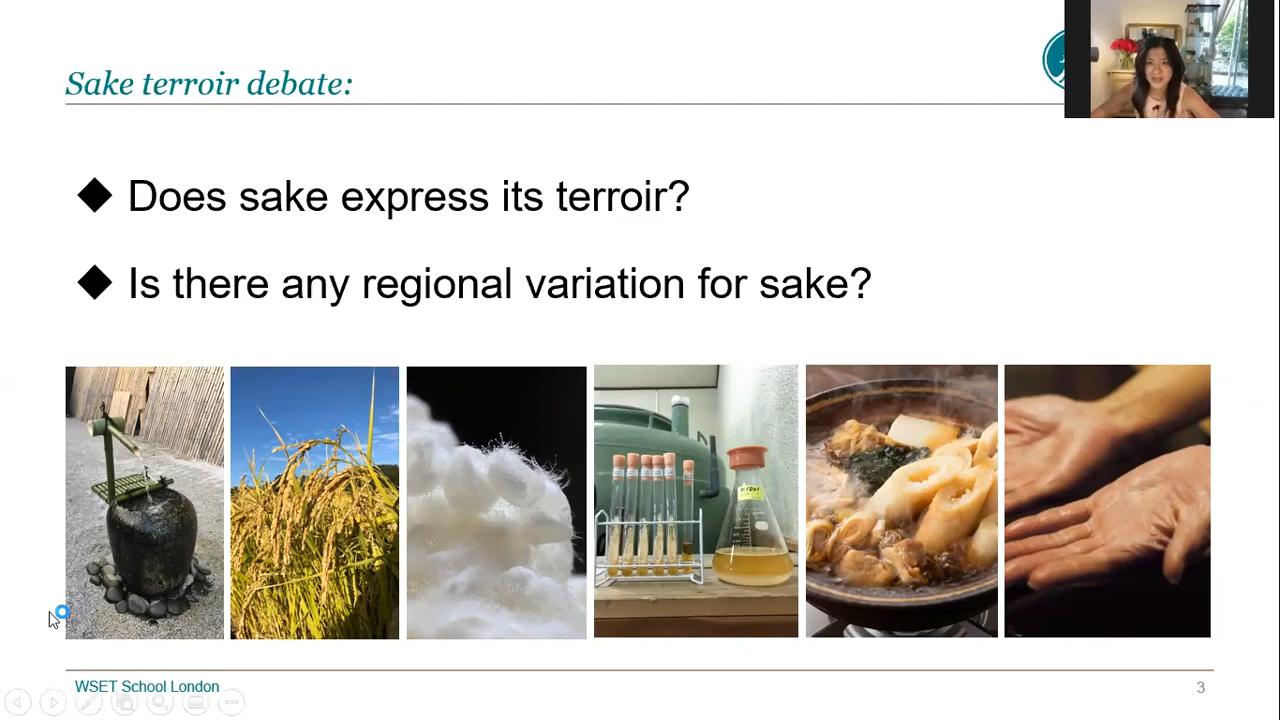 Sake terroir debate:
◆ Does sake express its terroir?
◆ Is there any regional variation for sake?
WSET School London
3